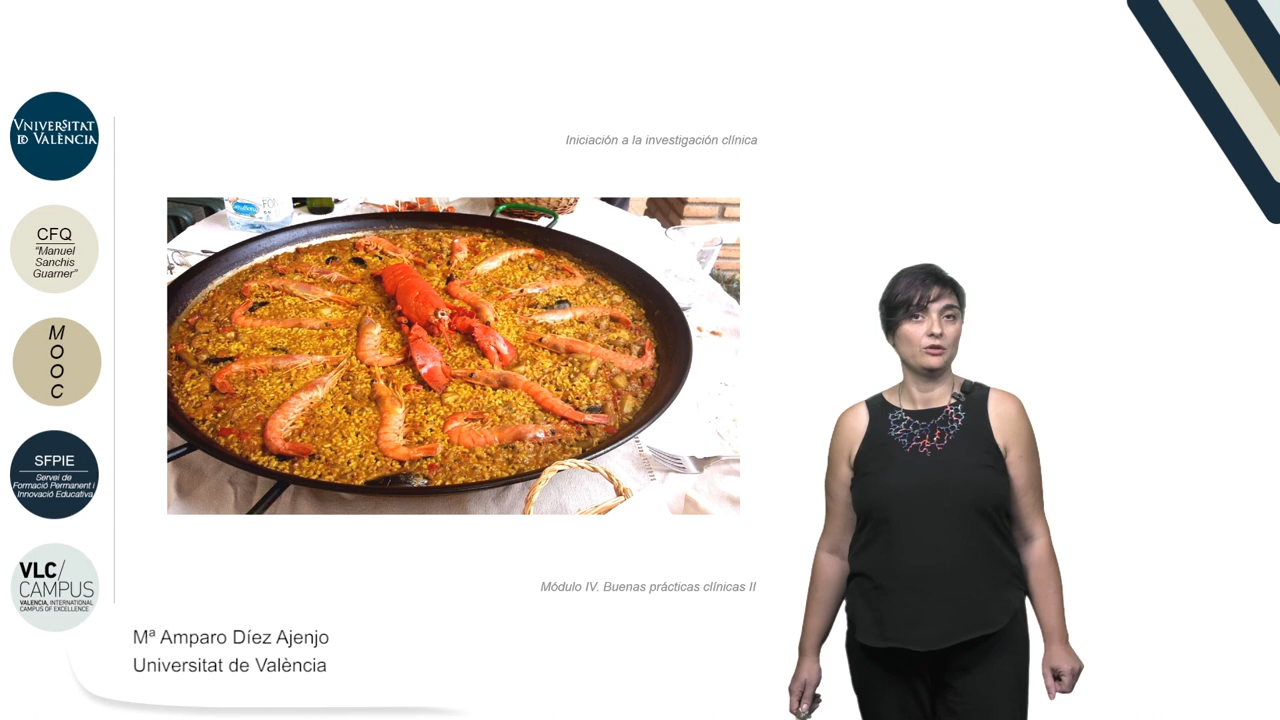 VNIVERSITAT
DE VALÈNCIA
CFQ
"Manuel
Sanchis
Guarner"
M
O
O
C
SFPIE
Servei de
Formació Permanent i
Innovació Educativa
VLC/
CAMPUS
VALENCIA, INTERNATIONAL
CAMPUS OF EXCELLENCE
Iniciación a la investigación clínica
Módulo IV. Buenas prácticas clínicas II
Mª Amparo Díez Ajenjo
Universitat de València